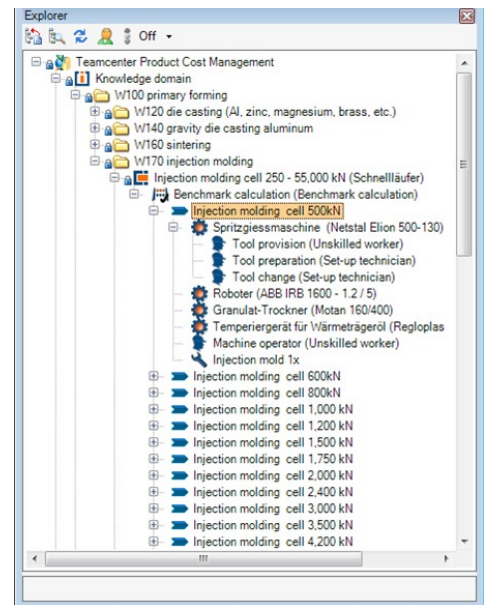 Explorer
Off
Teamcenter Product Cost Management
Knowledge domain
W100 primary forming
W120 die casting (Al, zinc, magnesium, brass, etc.)
W140 gravity die casting aluminum
W160 sintering
W170 injection molding
Injection molding cell 250 - 55,000 kN (Schnellläufer)
Benchmark calculation (Benchmark calculation)
Injection molding cell 500kN
Spritzgiessmaschine (Netstal Elion 500-130)
Tool provision (Unskilled worker)
Tool preparation (Set-up technician)
Tool change (Set-up technician)
Roboter (ABB IRB 1600 - 1.2 / 5)
Granulat-Trockner (Motan 160/400)
Temperiergerät für Wärmeträgeröl (Regloplas
Machine operator (Unskilled worker)
Injection mold 1x
Injection molding cell 600kN
Injection molding cell 800kN
Injection molding cell 1,000 kN
Injection molding cell 1,200 kN
Injection molding cell 1,500 kN
Injection molding cell 1,750 kN
Injection molding cell 2,000 kN
Injection molding cell 2,400 kN
Injection molding cell 3,000 kN
Injection molding cell 3,500 kN
Injection molding cell 4,200 kN